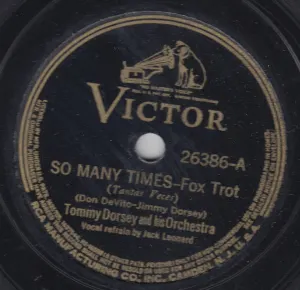 "HIS MASTER'S VOICE"
VICTOR
26386-A
SO MANY TIMES-Fox Trot
(Tantas Veces)
(Don DeVito-Jimmy Dorsey)
Tommy Dorsey and his Orchestra
Vocal refrain by Jack Leonard
RCA MANUFACTURING CO. INC., CAMDEN, N.J., U.S.A.